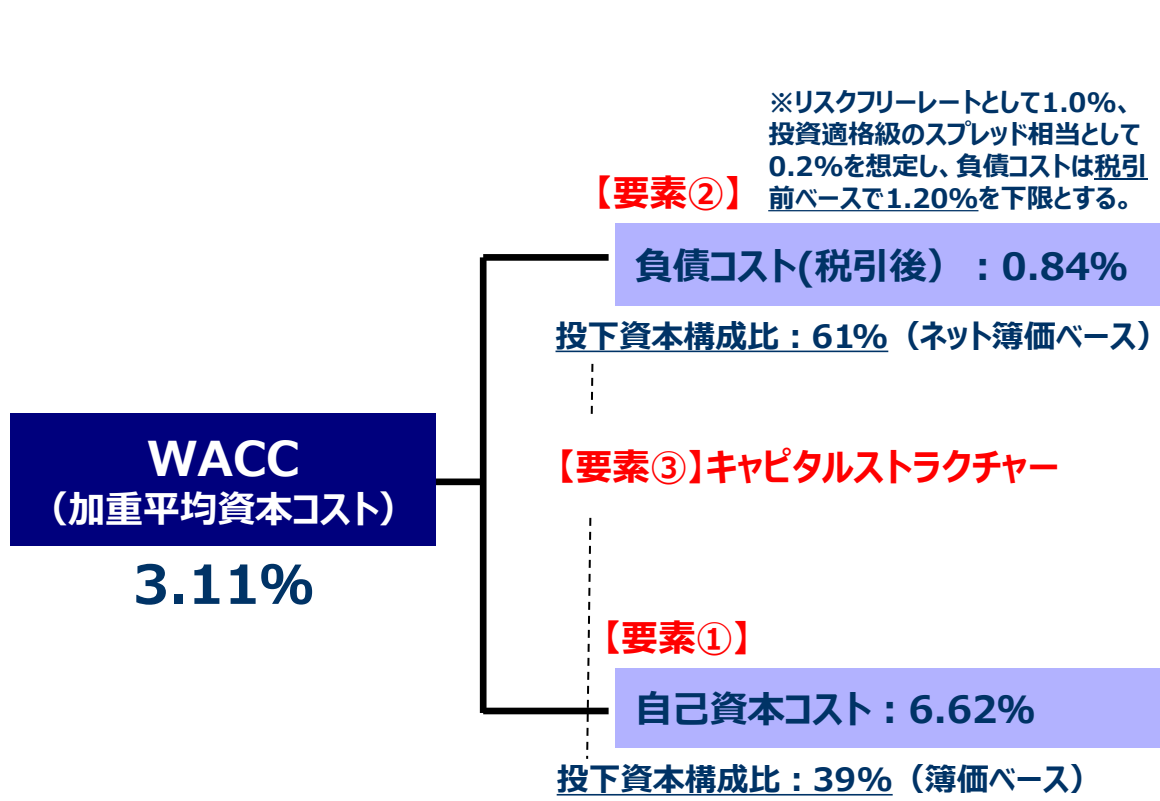 ※リスクフリーレートとして1.0%、
投資適格級のスプレッド相当として
0.2%を想定し、負債コストは税引
前ベースで1.20%を下限とする。
【要素②】
負債コスト(税引後）：0.84%
投下資本構成比：61%（ネット簿価ベース）
WACC
（加重平均資本コスト）
3.11%
【要素③】キャピタルストラクチャー
【要素①】
自己資本コスト：6.62%
投下資本構成比：39%（簿価ベース）